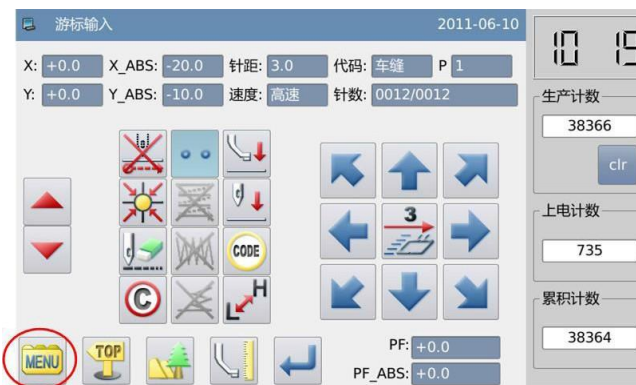 游标输入 2011-06-10
10 15
X: +0.0 X_ABS: -20.0 针距: 3.0 代码: 车缝 P 1
Y: +0.0 Y_ABS: -10.0 速度: 高速 针数: 0012/0012
生产计数
38366
clr
上电计数
735
累积计数
38364
3
CODE
C
L H
MENU TOP
PF: +0.0
PF_ABS: +0.0